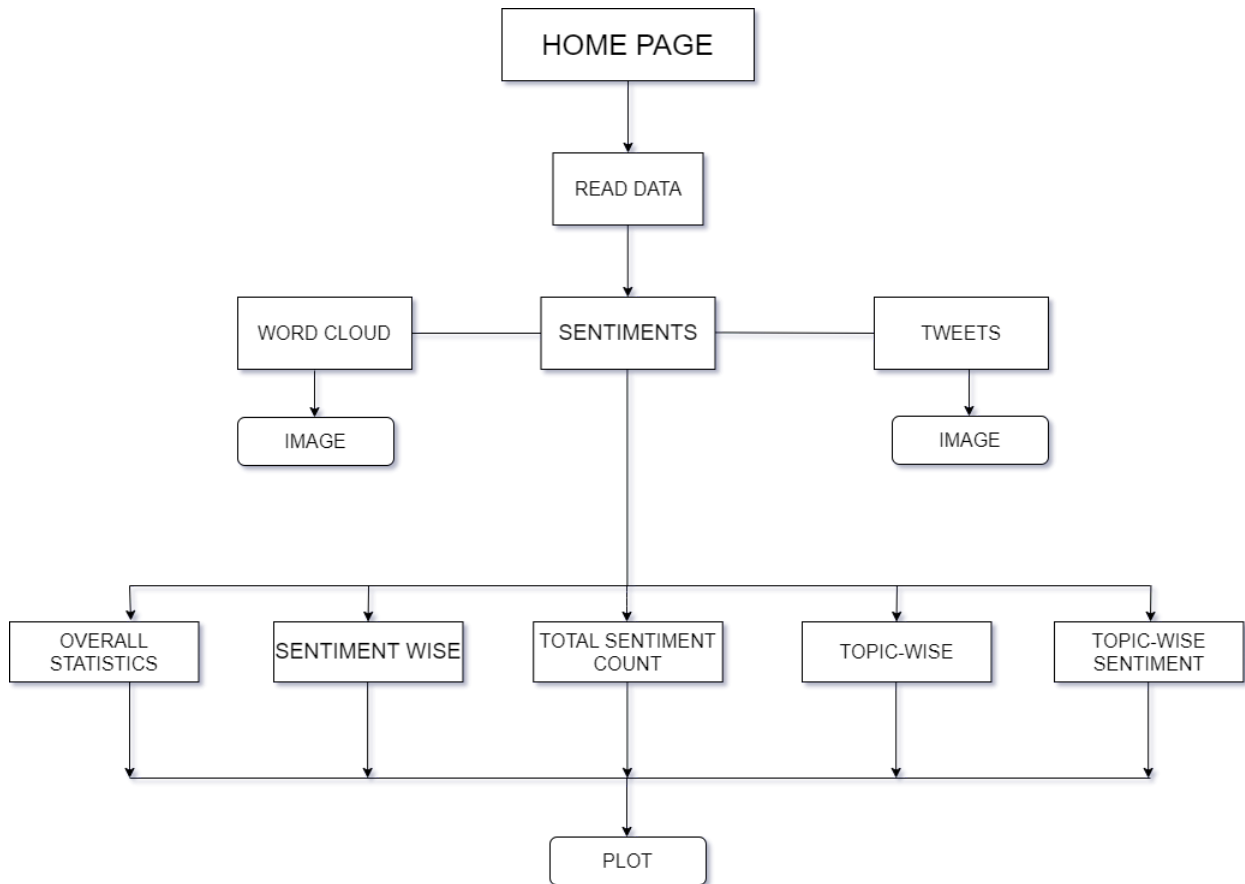 HOME PAGE
READ DATA
WORD CLOUD
SENTIMENTS
TWEETS
IMAGE
IMAGE
OVERALL
STATISTICS
SENTIMENT WISE
TOTAL SENTIMENT
COUNT
TOPIC-WISE
TOPIC-WISE
SENTIMENT
PLOT